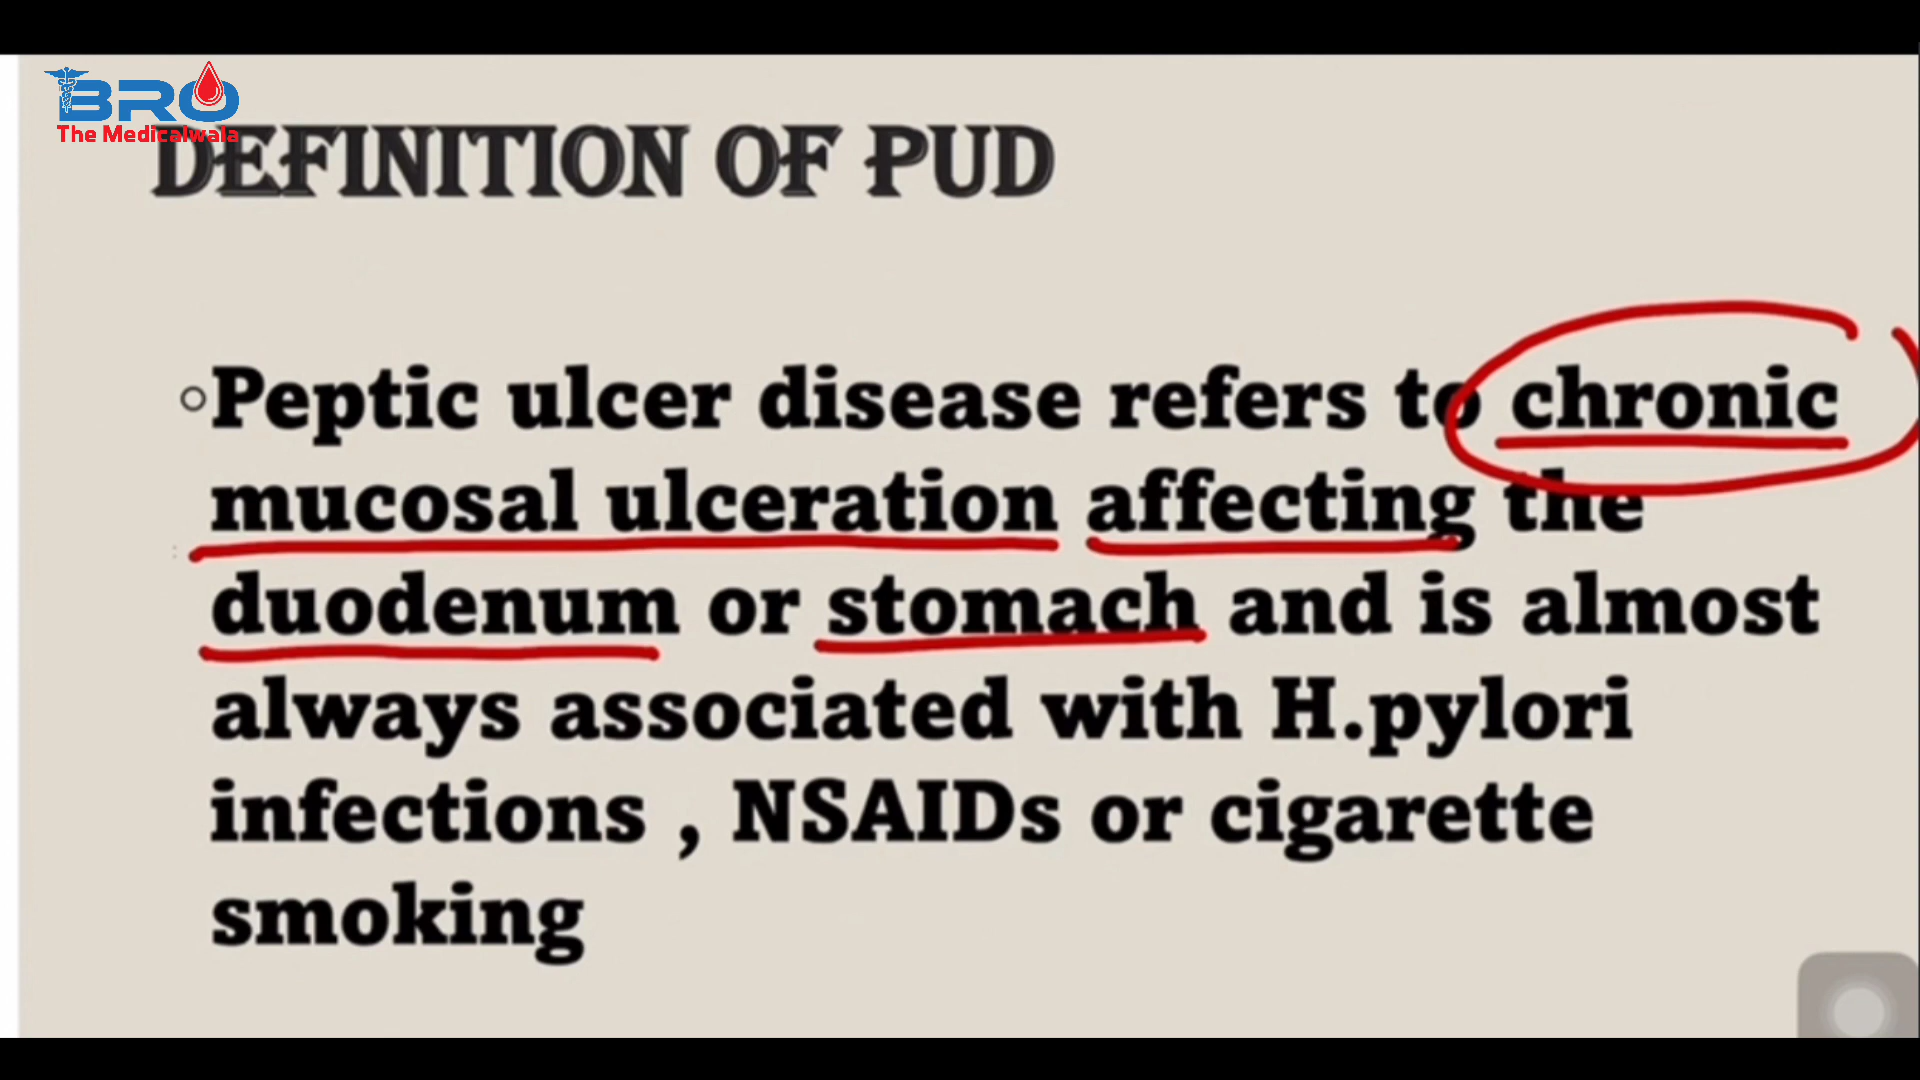 BRO
The Medicalwala
DEFINITION OF PUD
Peptic ulcer disease refers to chronic
mucosal ulceration affecting the
duodenum or stomach and is almost
always associated with H.pylori
infections , NSAIDs or cigarette
smoking